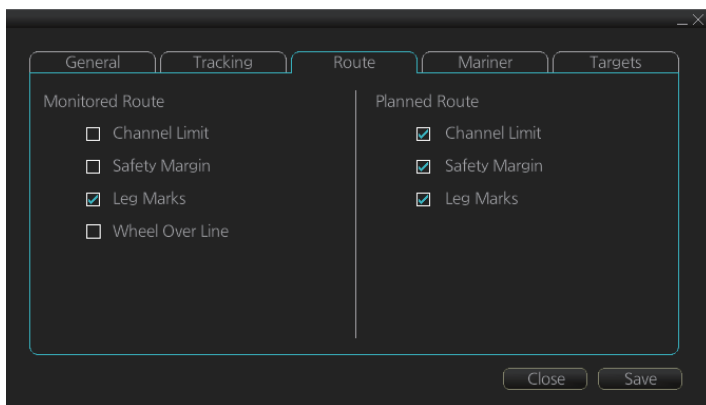 General Tracking Route Mariner Targets
Monitored Route
Channel Limit
Safety Margin
Leg Marks
Wheel Over Line
Planned Route
Channel Limit
Safety Margin
Leg Marks
Close Save